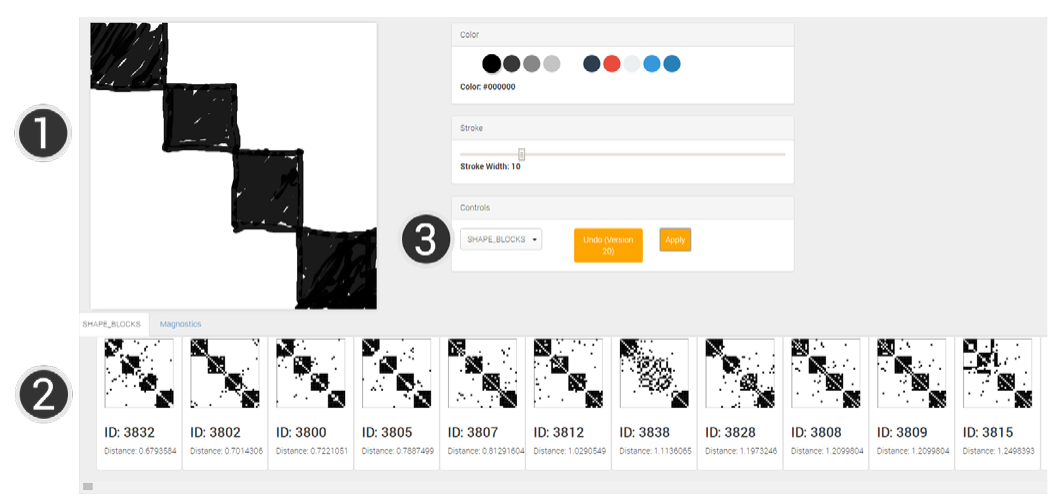 Color
Color: #000000
1
Stroke
Stroke Width: 10
Controls
3
SHAPE_BLOCKS
Undo (Version
20)
Apply
SHAPE_BLOCKS Magnostics
2
ID: 3832 ID: 3802 ID: 3800 ID: 3805 ID: 3807 ID: 3812 ID: 3838 ID: 3828 ID: 3808 ID: 3809 ID: 3815
Distance: 0.6793584 Distance: 0.7014306 Distance: 0.7221051 Distance: 0.7887499 Distance: 0.81291604 Distance: 1.0290549 Distance: 1.1136065 Distance: 1.1973246 Distance: 1.2099804 Distance: 1.2099804 Distance: 1.2498393